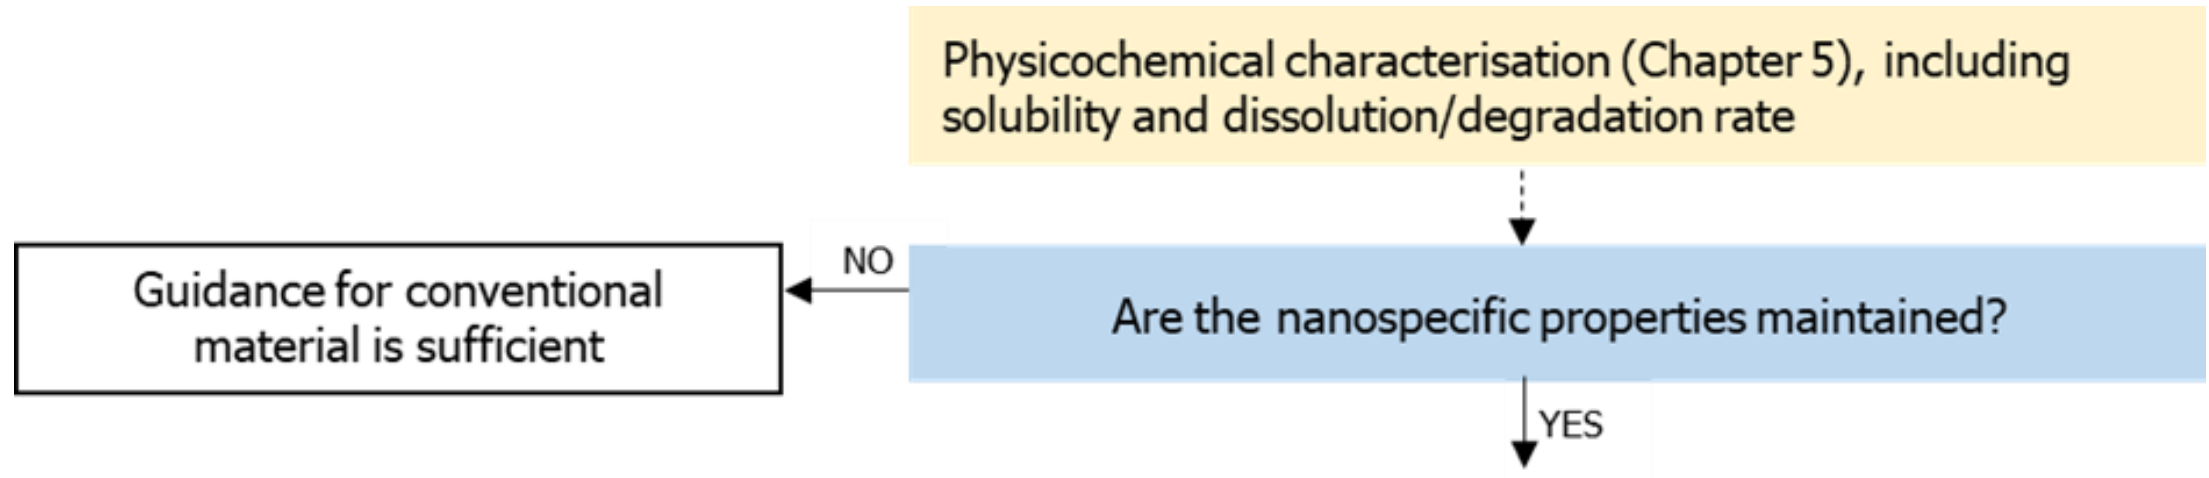 Physicochemical characterisation (Chapter 5), including
solubility and dissolution/degradation rate
NO
Guidance for conventional
material is sufficient
Are the nanospecific properties maintained?
YES